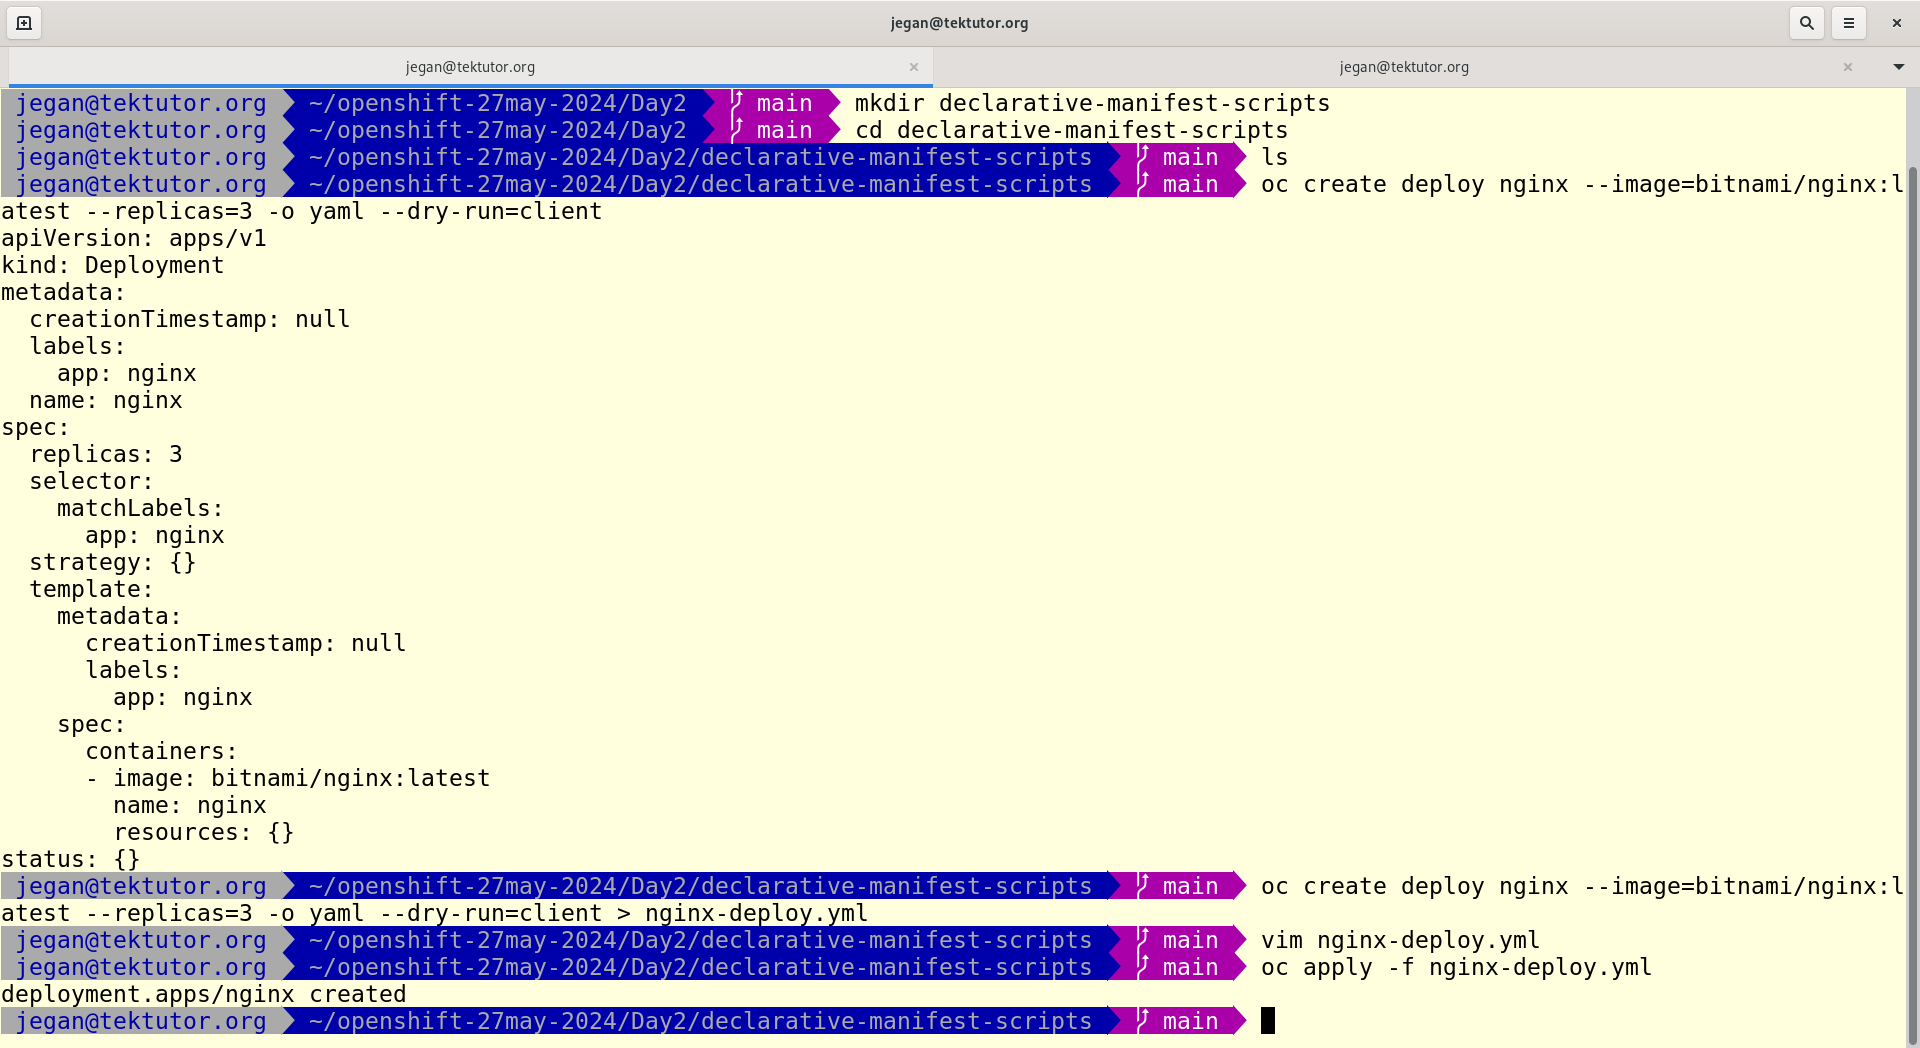 jegan@tektutor.org
jegan@tektutor.org jegan@tektutor.org
jegan@tektutor.org ~/openshift-27may-2024/Day2 main mkdir declarative-manifest-scripts
jegan@tektutor.org ~/openshift-27may-2024/Day2 main cd declarative-manifest-scripts
jegan@tektutor.org ~/openshift-27may-2024/Day2/declarative-manifest-scripts main ls
jegan@tektutor.org ~/openshift-27may-2024/Day2/declarative-manifest-scripts main oc create deploy nginx --image=bitnami/nginx:l
atest --replicas=3 -o yaml --dry-run=client
apiVersion: apps/v1
kind: Deployment
metadata:
  creationTimestamp: null
  labels:
    app: nginx
  name: nginx
spec:
  replicas: 3
  selector:
    matchLabels:
      app: nginx
  strategy: {}
  template:
    metadata:
      creationTimestamp: null
      labels:
        app: nginx
    spec:
      containers:
      - image: bitnami/nginx:latest
        name: nginx
        resources: {}
status: {}
jegan@tektutor.org ~/openshift-27may-2024/Day2/declarative-manifest-scripts main oc create deploy nginx --image=bitnami/nginx:l
atest --replicas=3 -o yaml --dry-run=client > nginx-deploy.yml
jegan@tektutor.org ~/openshift-27may-2024/Day2/declarative-manifest-scripts main vim nginx-deploy.yml
jegan@tektutor.org ~/openshift-27may-2024/Day2/declarative-manifest-scripts main oc apply -f nginx-deploy.yml
deployment.apps/nginx created
jegan@tektutor.org ~/openshift-27may-2024/Day2/declarative-manifest-scripts main